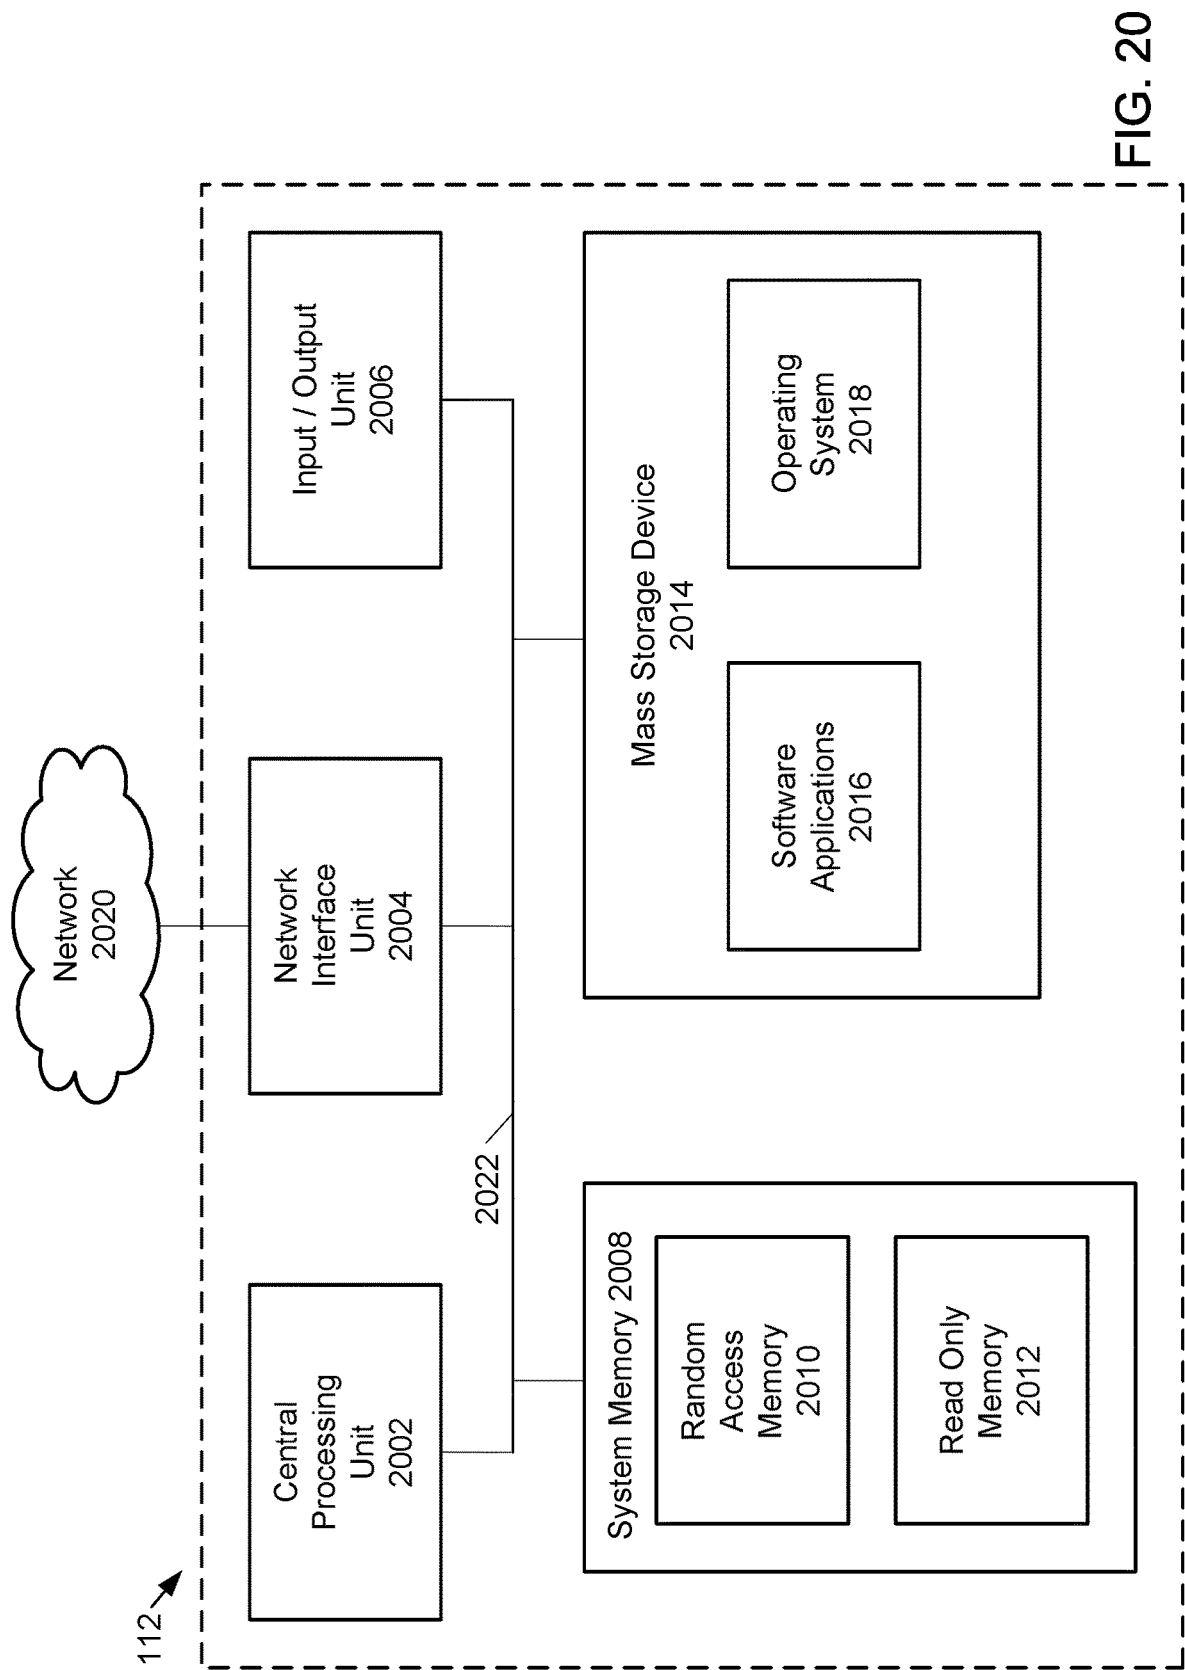 112
Network
2020
Central
Processing
Unit
2002
Network
Interface
Unit
2004
Input / Output
Unit
2006
2022
System Memory 2008
Random
Access
Memory
2010
Read Only
Memory
2012
Mass Storage Device
2014
Software
Applications
2016
Operating
System
2018
FIG. 20